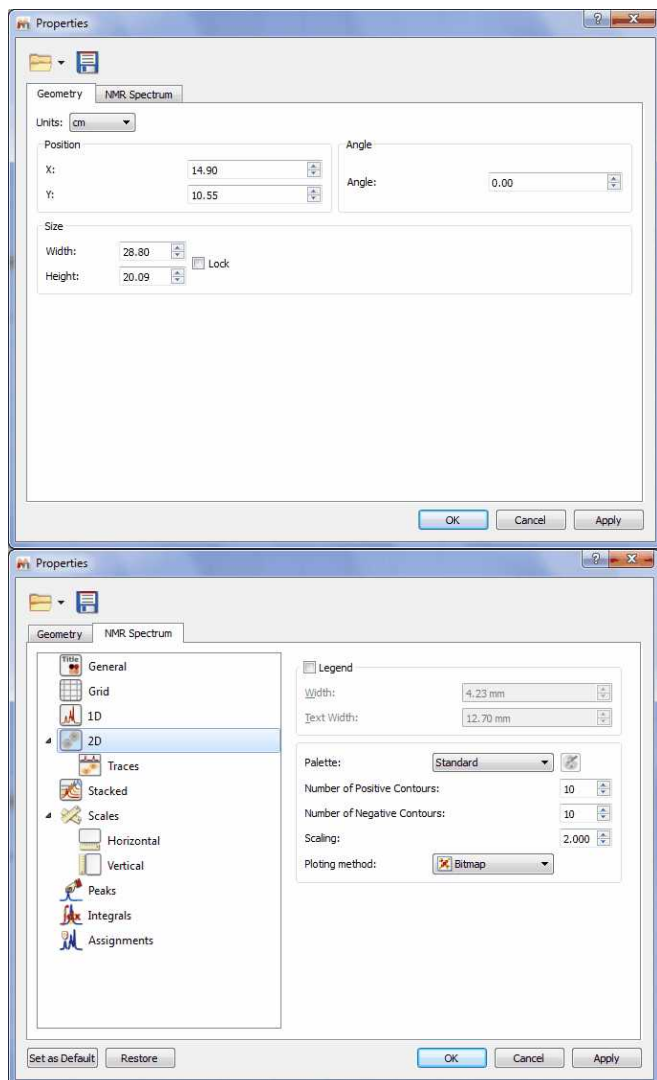 Properties
Geometry NMR Spectrum
Units: cm
Position Angle
X: 14.90 Angle: 0.00
Y: 10.55
Size
Width: 28.80 Lock
Height: 20.09
OK Cancel Apply
Properties
Geometry NMR Spectrum
Title General Legend
Grid Width: 4.23 mm
1D Text Width: 12.70 mm
2D
Traces Palette: Standard
Stacked Number of Positive Contours: 10
Scales Number of Negative Contours: 10
Horizontal Scaling: 2.000
Vertical Ploting method: Bitmap
Peaks
Integrals
Assignments
Set as Default Restore OK Cancel Apply